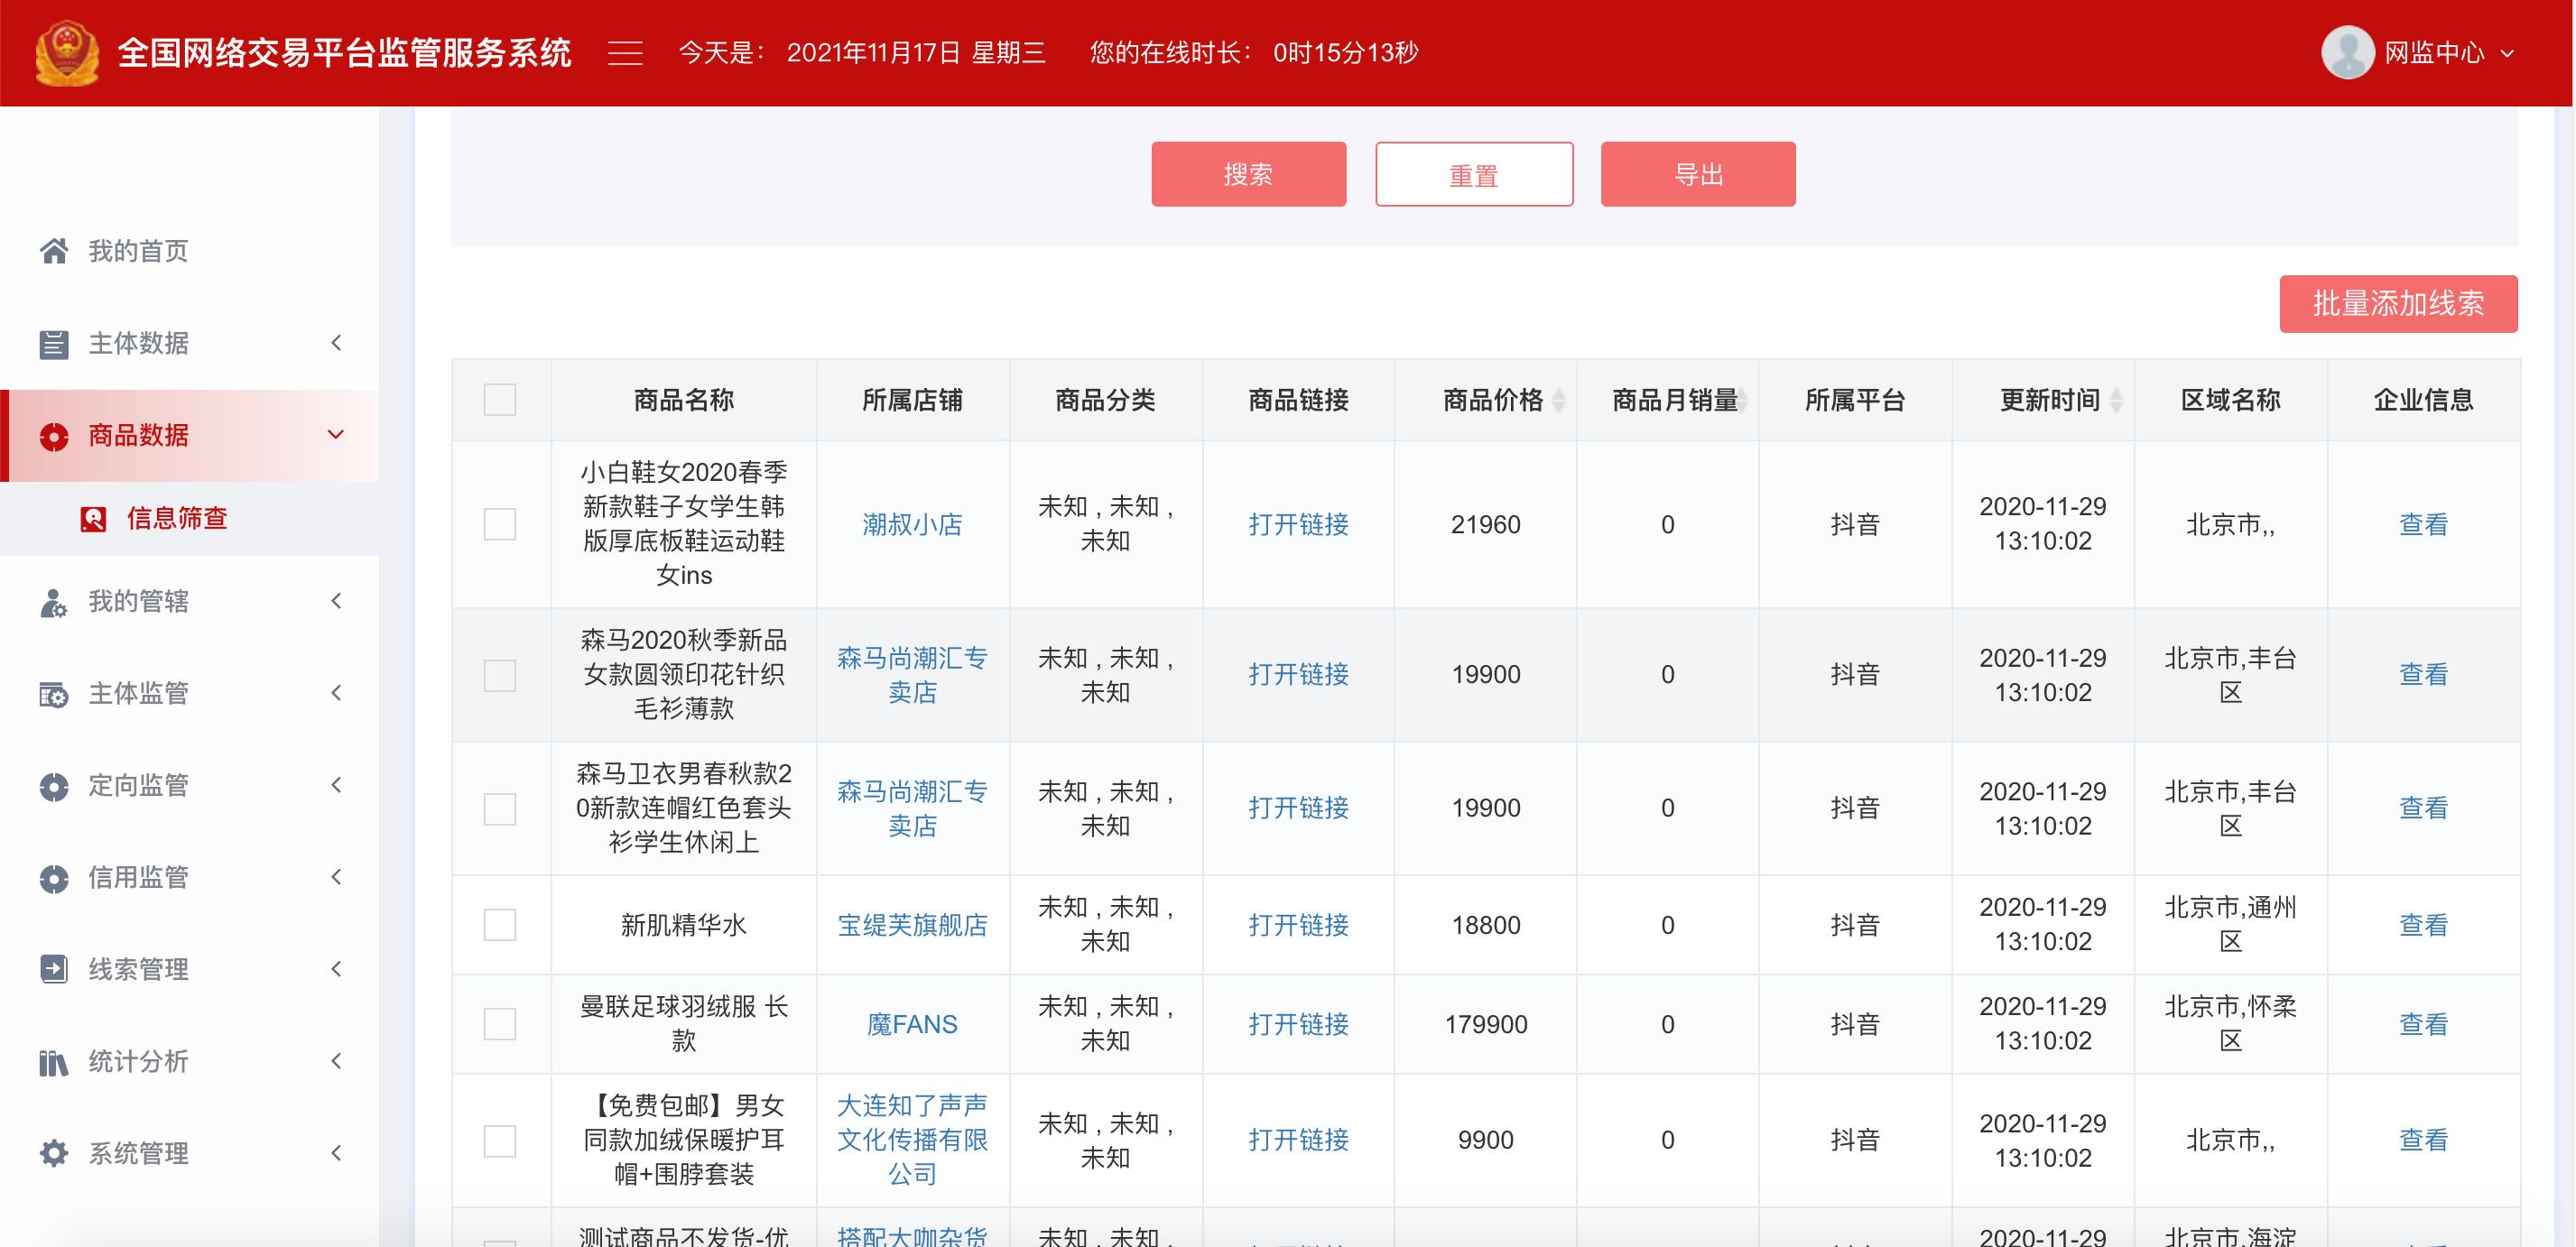 全国网络交易平台监管服务系统 今天是： 2021年11月17日 星期三 您的在线时长： 0时15分13秒 网监中心
搜索 重置 导出
批量添加线索
我的首页
主体数据
商品数据
信息筛查
我的管辖
主体监管
定向监管
信用监管
线索管理
统计分析
系统管理
商品名称 所属店铺 商品分类 商品链接 商品价格 商品月销量 所属平台 更新时间 区域名称 企业信息
小白鞋女2020春季
新款鞋子女学生韩
版厚底板鞋运动鞋
女ins
潮叔小店
未知 , 未知 ,
未知
打开链接
21960
0
抖音
2020-11-29
13:10:02
北京市,,
查看
森马2020秋季新品
女款圆领印花针织
毛衫薄款
森马尚潮汇专
卖店
未知 , 未知 ,
未知
打开链接
19900
0
抖音
2020-11-29
13:10:02
北京市,丰台
区
查看
森马卫衣男春秋款2
0新款连帽红色套头
衫学生休闲上
森马尚潮汇专
卖店
未知 , 未知 ,
未知
打开链接
19900
0
抖音
2020-11-29
13:10:02
北京市,丰台
区
查看
新肌精华水
宝缇芙旗舰店
未知 , 未知 ,
未知
打开链接
18800
0
抖音
2020-11-29
13:10:02
北京市,通州
区
查看
曼联足球羽绒服 长
款
魔FANS
未知 , 未知 ,
未知
打开链接
179900
0
抖音
2020-11-29
13:10:02
北京市,怀柔
区
查看
【免费包邮】男女
同款加绒保暖护耳
帽+围脖套装
大连知了声声
文化传播有限
公司
未知 , 未知 ,
未知
打开链接
9900
0
抖音
2020-11-29
13:10:02
北京市,,
查看
测试商品不发货-优
搭配大咖杂货
未知 , 未知 ,
2020-11-29
北京市,海淀